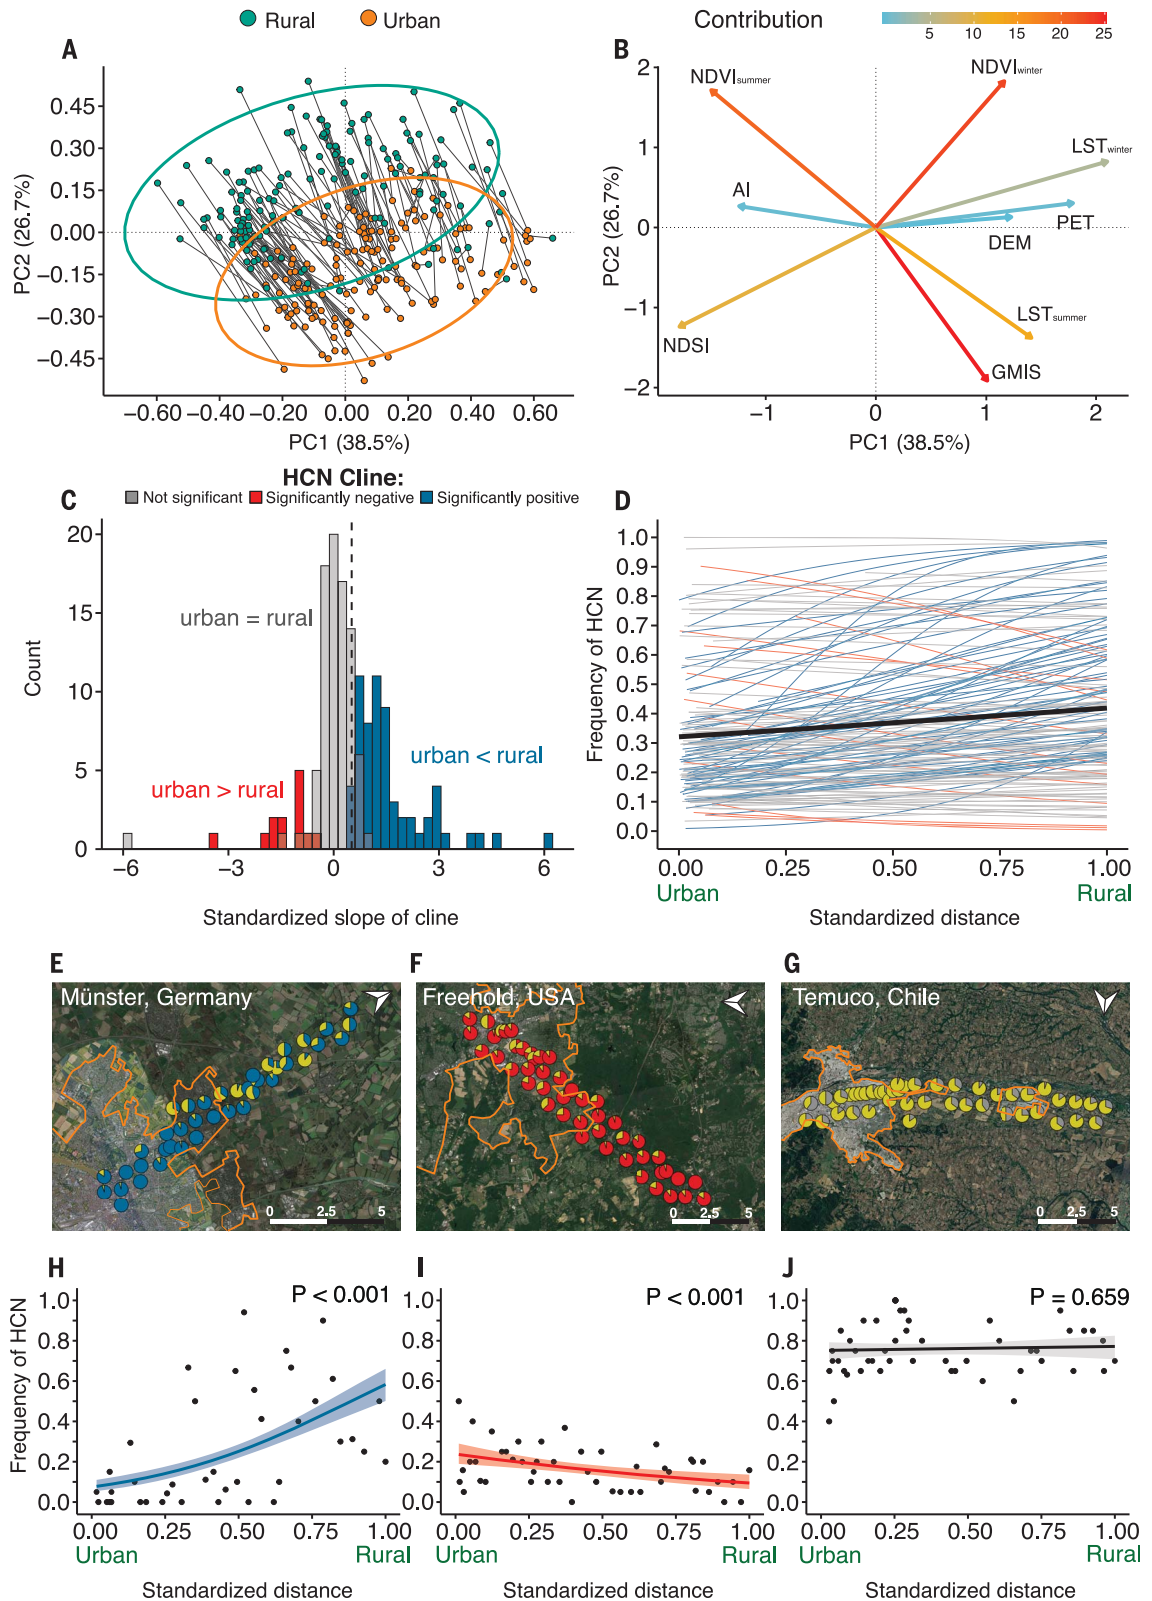 Rural Urban
Contribution
5 10 15 20 25
A
PC2 (26.7%)
0.45
0.30
0.15
0.00
−0.15
−0.30
−0.45
−0.60 −0.40 −0.20 0.00 0.20 0.40 0.60
PC1 (38.5%)
B
PC2 (26.7%)
2
1
0
−1
−2
NDVIsummer
NDVIwinter
LSTwinter
AI
PET
DEM
LSTsummer
NDSI
GMIS
−1 0 1 2
PC1 (38.5%)
HCN Cline:
Not significant Significantly negative Significantly positive
C
Count
20
15
10
5
0
urban = rural
urban < rural
urban > rural
−6 −3 0 3 6
Standardized slope of cline
D
Frequency of HCN
1.0
0.9
0.8
0.7
0.6
0.5
0.4
0.3
0.2
0.1
0.0
0.00 0.25 0.50 0.75 1.00
Urban Rural
Standardized distance
E
Münster, Germany
0 2.5 5
F
Freehold, USA
0 2.5 5
G
Temuco, Chile
0 2.5 5
H
P < 0.001
Frequency of HCN
1.0
0.8
0.6
0.4
0.2
0.0
0.00 0.25 0.50 0.75 1.00
Urban Rural
Standardized distance
I
P < 0.001
1.0
0.8
0.6
0.4
0.2
0.0
0.00 0.25 0.50 0.75 1.00
Urban Rural
Standardized distance
J
P = 0.659
1.0
0.8
0.6
0.4
0.2
0.0
0.00 0.25 0.50 0.75 1.00
Urban Rural
Standardized distance